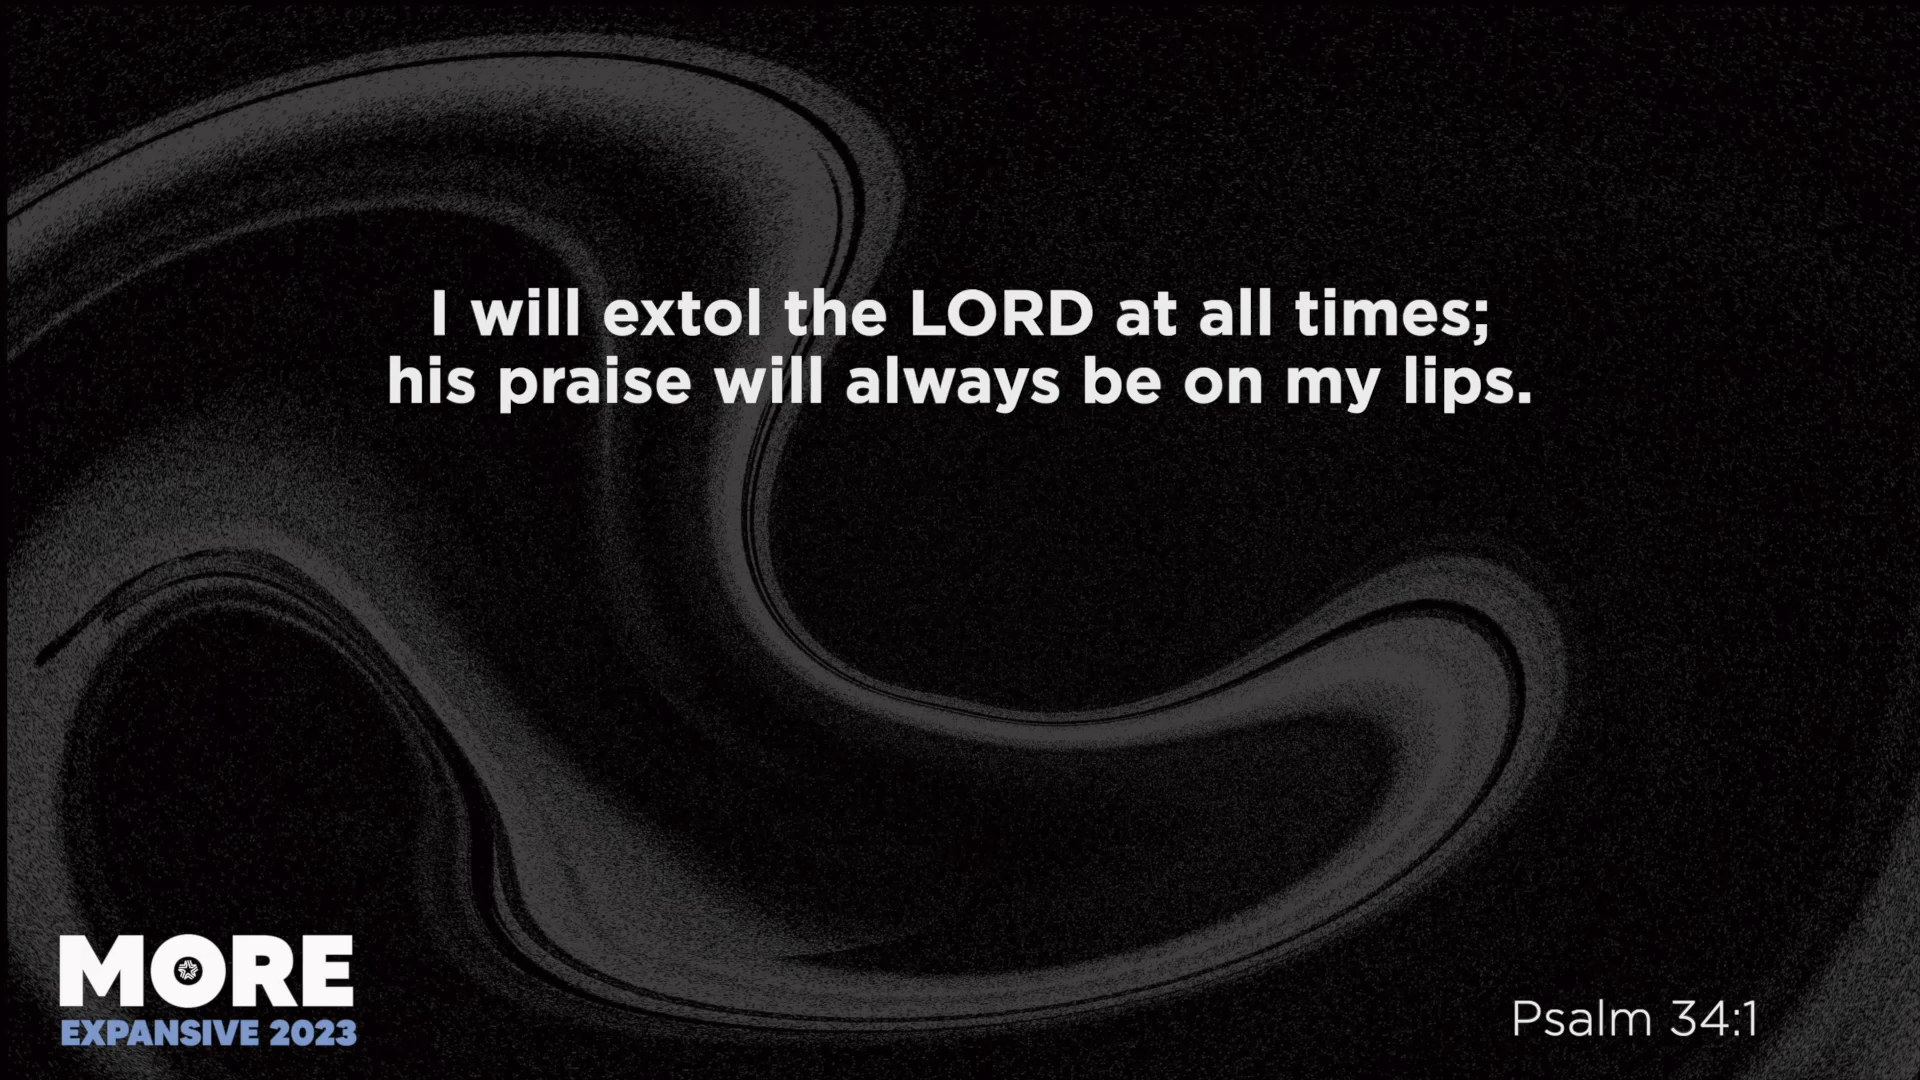 I will extol the LORD at all times;
his praise will always be on my lips.
MORE
EXPANSIVE 2023
Psalm 34:1